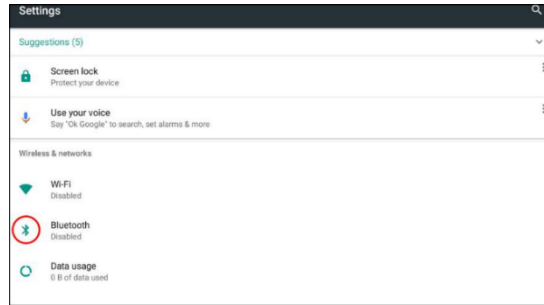 Settings
Suggestions (5)
Screen lock
Protect your device
Use your voice
Say "Ok Google" to search, set alarms & more
Wireless & networks
Wi-Fi
Disabled
Bluetooth
Disabled
Data usage
0 B of data used